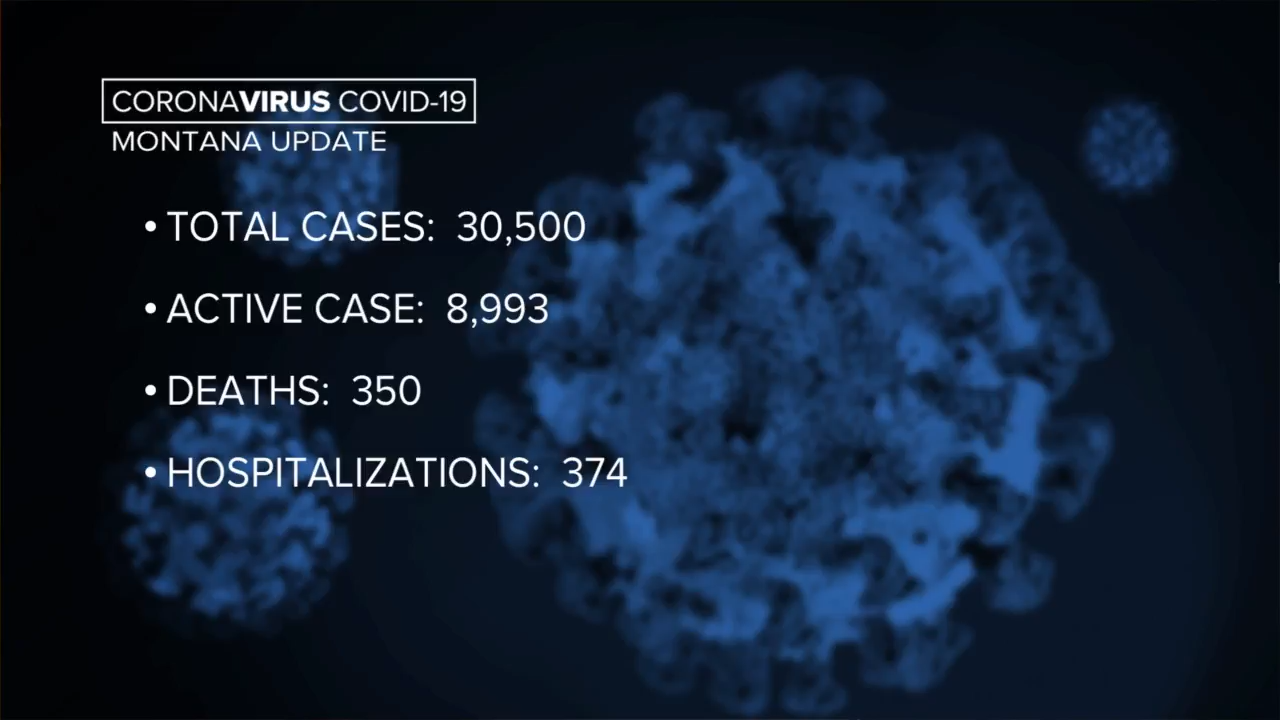 CORONAVIRUS COVID-19
MONTANA UPDATE
• TOTAL CASES: 30,500
• ACTIVE CASE: 8,993
• DEATHS: 350
• HOSPITALIZATIONS: 374